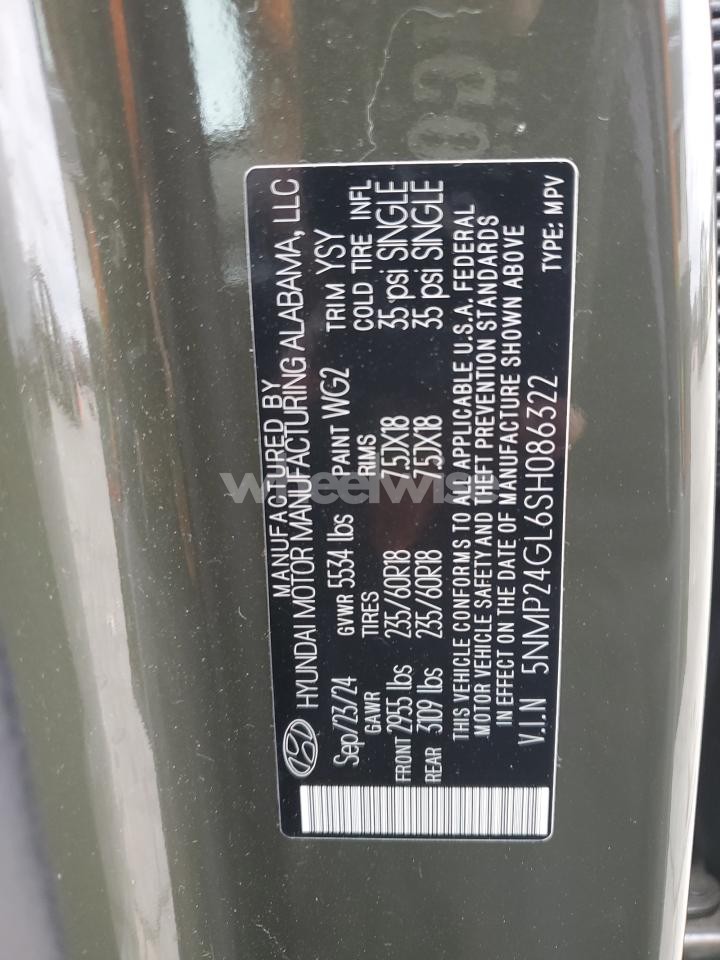 MANUFACTURED BY
HYUNDAI MOTOR MANUFACTURING ALABAMA, LLC
Sep/23/24 GVWR 5534 lbs PAINT WG2 TRIM YSY
GAWR TIRES RIMS COLD TIRE INFL
FRONT 2955 lbs 235/60R18 7.5JX18 35 psi SINGLE
REAR 3109 lbs 235/60R18 7.5JX18 35 psi SINGLE
THIS VEHICLE CONFORMS TO ALL APPLICABLE U.S.A. FEDERAL
MOTOR VEHICLE SAFETY AND THEFT PREVENTION STANDARDS
IN EFFECT ON THE DATE OF MANUFACTURE SHOWN ABOVE
V.I.N 5NMP24GL6SH086322 TYPE: MPV
wheelwise